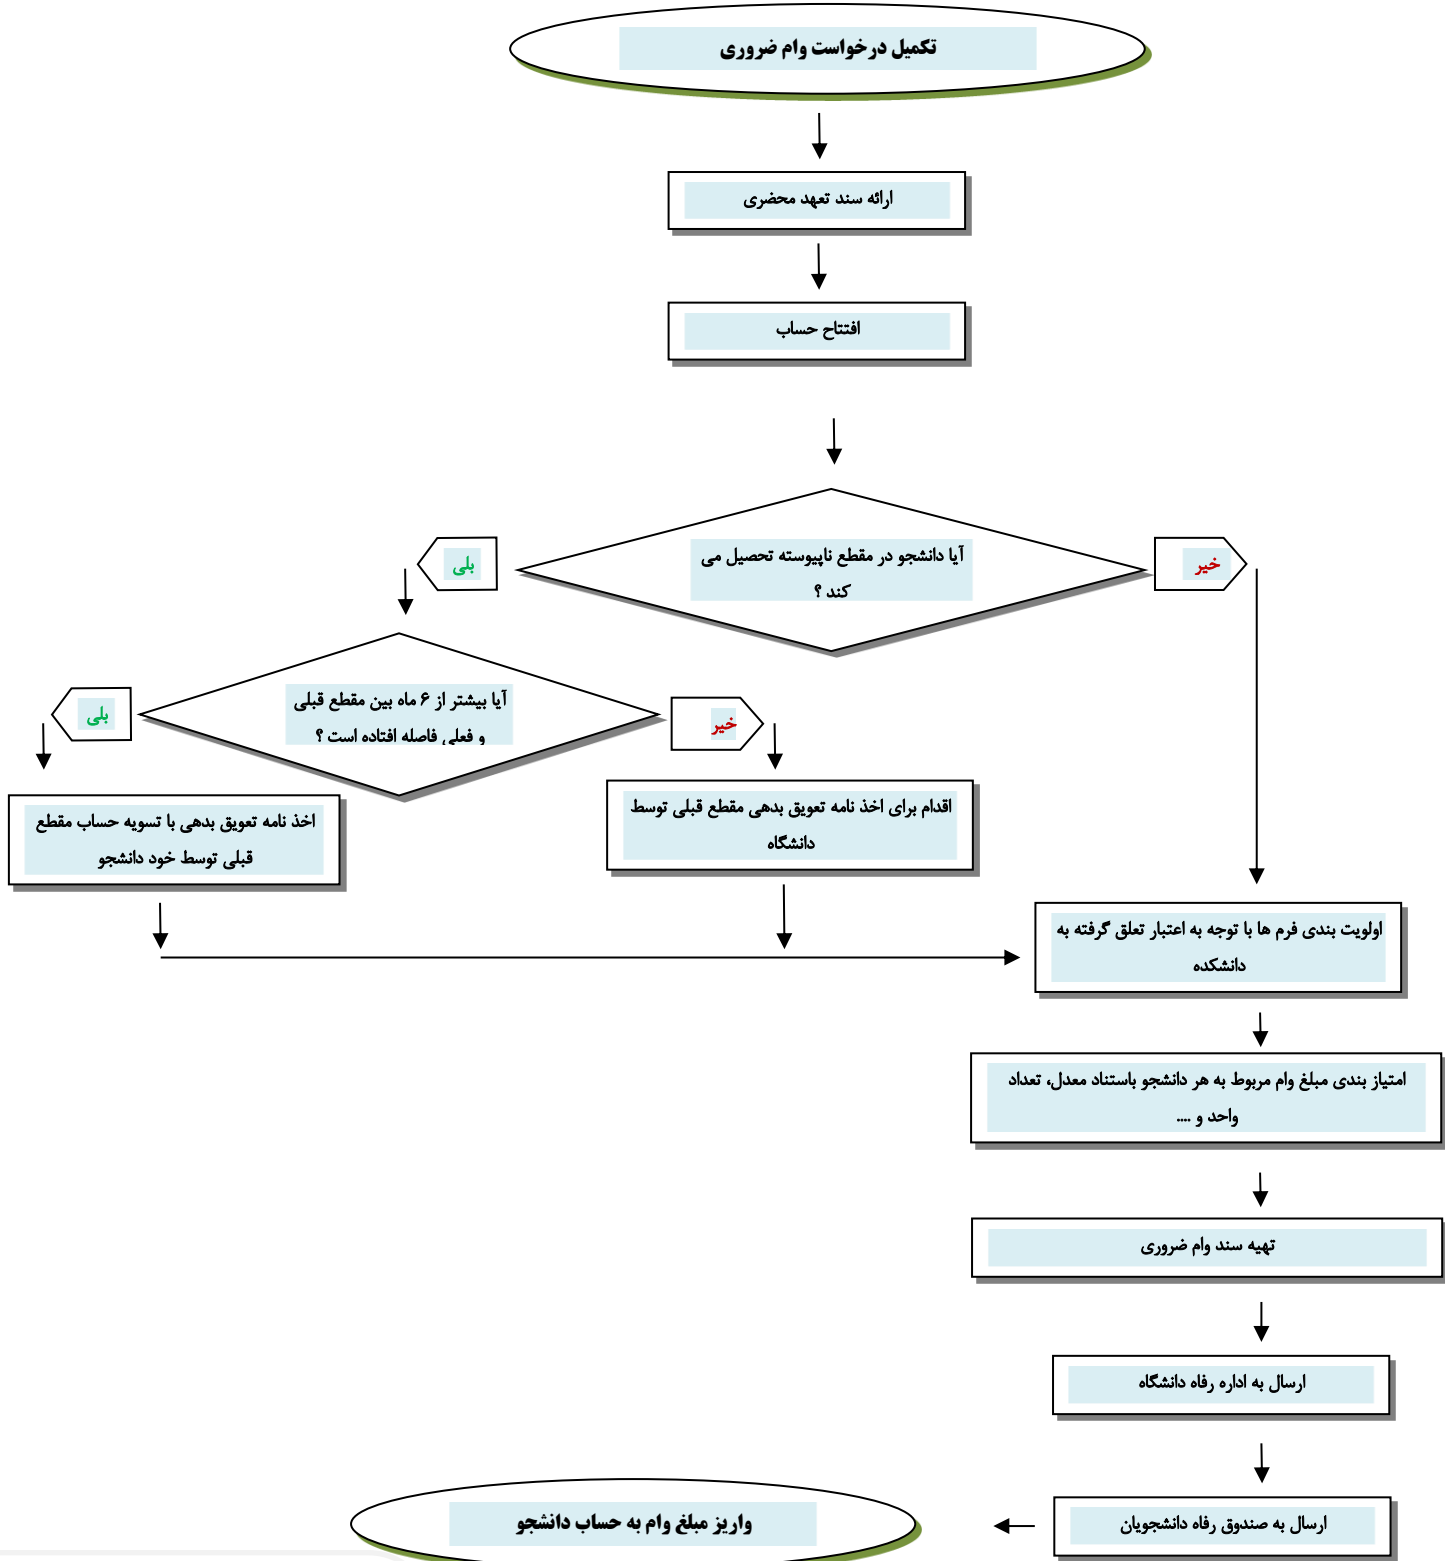 تکمیل درخواست وام ضروری
ارائه سند تعهد محضری
افتتاح حساب
آیا دانشجو در مقطع ناپیوسته تحصیل می
کند ؟
بلی
خیر
آیا بیشتر از ۶ ماه بین مقطع قبلی
و فعلی فاصله افتاده است ؟
بلی
خیر
اقدام برای اخذ نامه تعویق بدهی مقطع قبلی توسط
دانشگاه
اخذ نامه تعویق بدهی با تسویه حساب مقطع
قبلی توسط خود دانشجو
اولویت بندی فرم ها با توجه به اعتبار تعلق گرفته به
دانشکده
امتیاز بندی مبلغ وام مربوط به هر دانشجو باستناد معدل، تعداد
واحد و ....
تهیه سند وام ضروری
ارسال به اداره رفاه دانشگاه
ارسال به صندوق رفاه دانشجویان
واریز مبلغ وام به حساب دانشجو